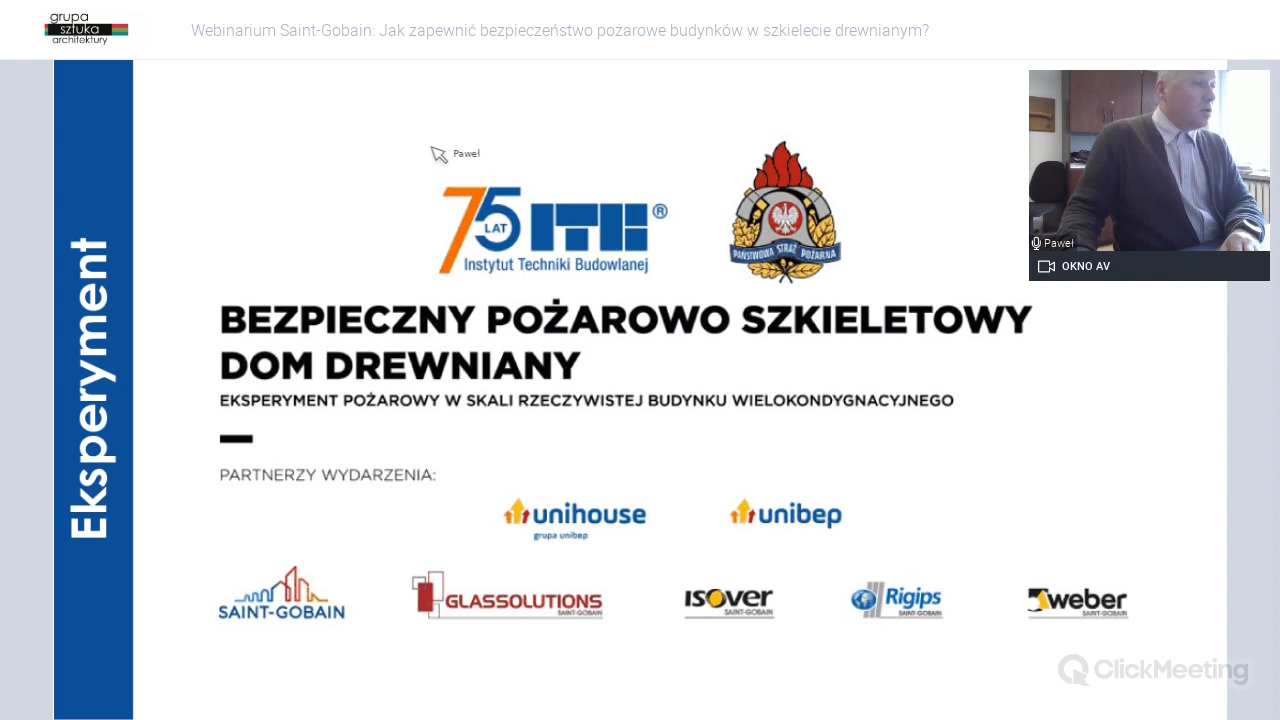 grupa
sztuka
architektury
Webinarium Saint-Gobain: Jak zapewnić bezpieczeństwo pożarowe budynków w szkielecie drewnianym?
Paweł
75 LAT ITB®
Instytut Techniki Budowlanej
PAŃSTWOWA STRAŻ POŻARNA
Paweł
OKNO AV
Eksperyment
BEZPIECZNY POŻAROWO SZKIELETOWY
DOM DREWNIANY
EKSPERYMENT POŻAROWY W SKALI RZECZYWISTEJ BUDYNKU WIELOKONDYGNACYJNEGO
PARTNERZY WYDARZENIA:
unihouse
grupa unibep
unibep
SAINT-GOBAIN
GLASSOLUTIONS
SAINT-GOBAIN
ISOVER
SAINT-GOBAIN
Rigips
SAINT-GOBAIN
weber
SAINT-GOBAIN
ClickMeeting